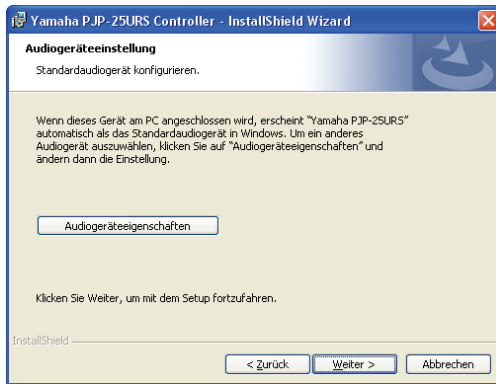 Yamaha PJP-25URS Controller - InstallShield Wizard
Audiogeräteeinstellung
Standardaudiogerät konfigurieren.
Wenn dieses Gerät am PC angeschlossen wird, erscheint "Yamaha PJP-25URS"
automatisch als das Standardaudiogerät in Windows. Um ein anderes
Audiogerät auszuwählen, klicken Sie auf "Audiogeräteeigenschaften" und
ändern dann die Einstellung.
Audiogeräteeigenschaften
Klicken Sie Weiter, um mit dem Setup fortzufahren.
InstallShield
< Zurück Weiter > Abbrechen